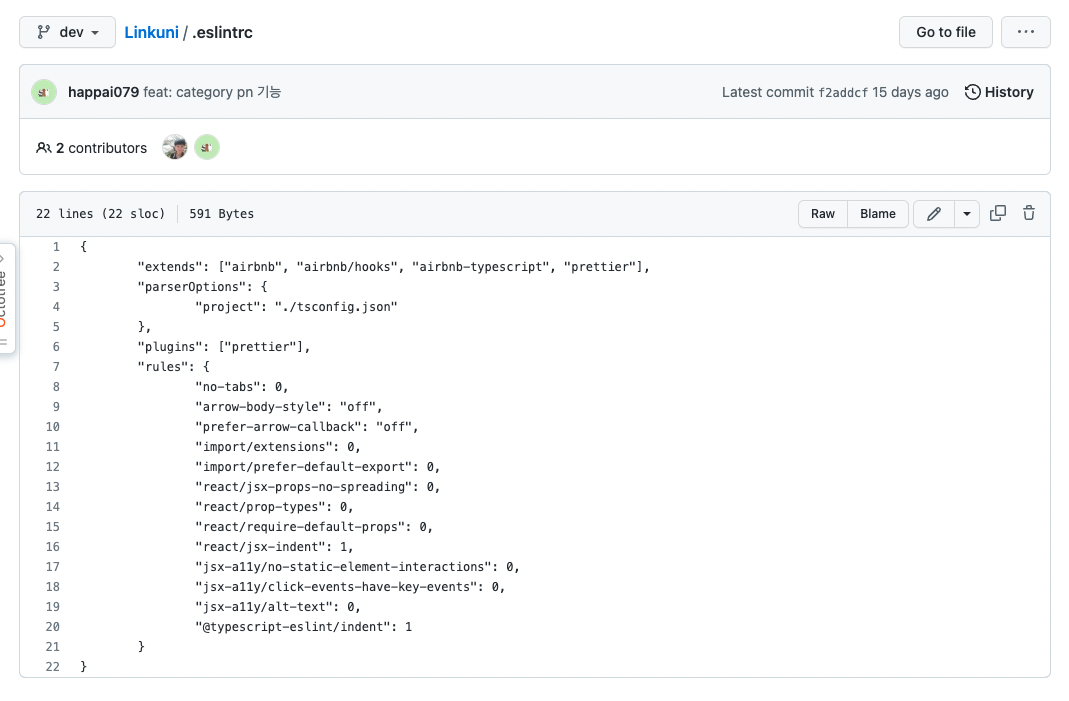 dev
Linkuni / .eslintrc
Go to file
happai079 feat: category pn 기능
Latest commit f2addcf 15 days ago
History
2 contributors
22 lines (22 sloc)
591 Bytes
Raw
Blame
Octotree
1 {
2 "extends": ["airbnb", "airbnb/hooks", "airbnb-typescript", "prettier"],
3 "parserOptions": {
4 "project": "./tsconfig.json"
5 },
6 "plugins": ["prettier"],
7 "rules": {
8 "no-tabs": 0,
9 "arrow-body-style": "off",
10 "prefer-arrow-callback": "off",
11 "import/extensions": 0,
12 "import/prefer-default-export": 0,
13 "react/jsx-props-no-spreading": 0,
14 "react/prop-types": 0,
15 "react/require-default-props": 0,
16 "react/jsx-indent": 1,
17 "jsx-a11y/no-static-element-interactions": 0,
18 "jsx-a11y/click-events-have-key-events": 0,
19 "jsx-a11y/alt-text": 0,
20 "@typescript-eslint/indent": 1
21 }
22 }